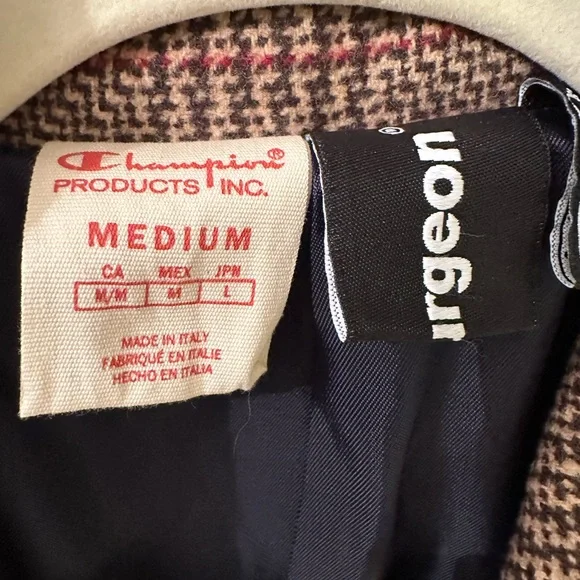 Champion®
PRODUCTS INC.
MEDIUM
CA MEX JPN
M/M M L
MADE IN ITALY
FABRIQUÉ EN ITALIE
HECHO EN ITALIA
urgeon
®